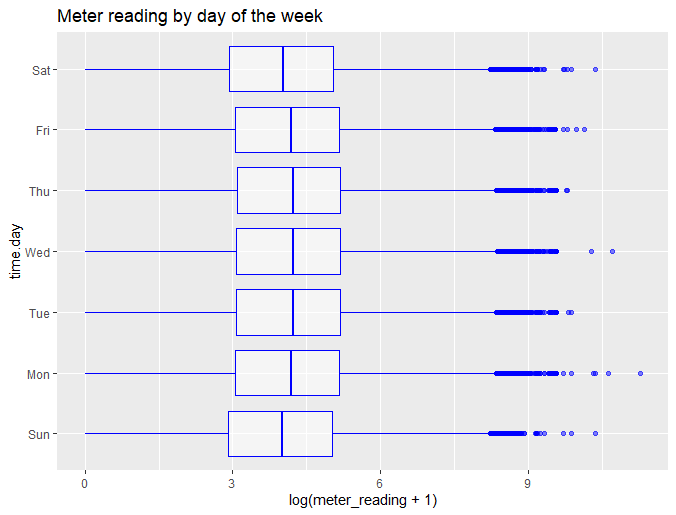 Meter reading by day of the week
time.day
Sat
Fri
Thu
Wed
Tue
Mon
Sun
0 3 6 9
log(meter_reading + 1)